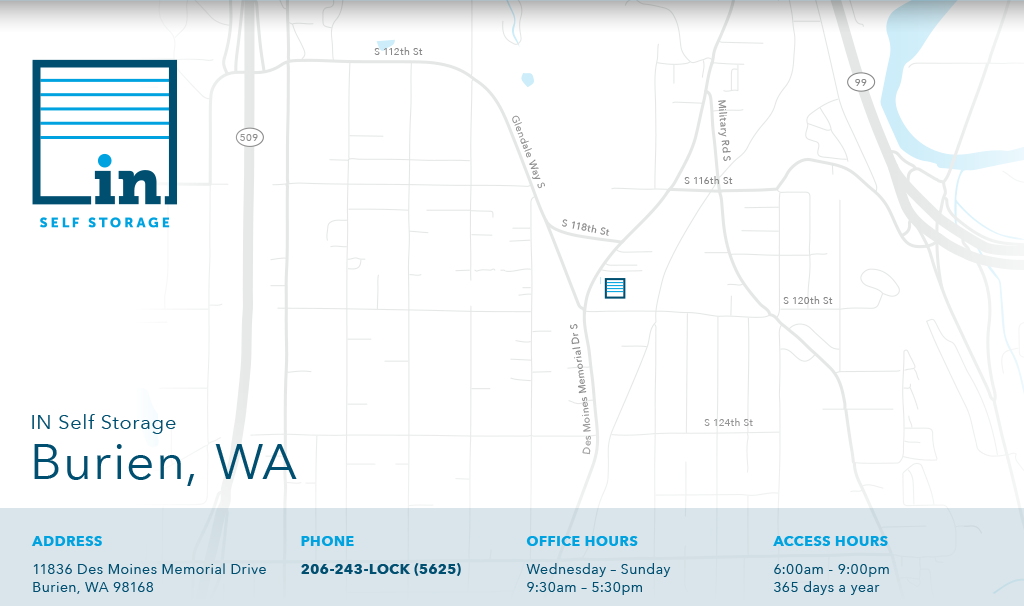 S 112th St
99
509
Glendale Way S
Military Rd S
in
SELF STORAGE
S 116th St
S 118th St
S 120th St
Des Moines Memorial Dr S
S 124th St
IN Self Storage
Burien, WA
ADDRESS
11836 Des Moines Memorial Drive
Burien, WA 98168
PHONE
206-243-LOCK (5625)
OFFICE HOURS
Wednesday – Sunday
9:30am – 5:30pm
ACCESS HOURS
6:00am - 9:00pm
365 days a year